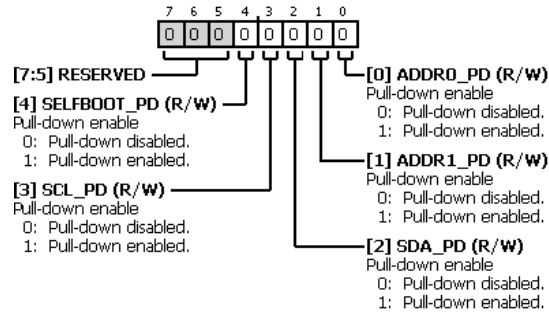 7 6 5 4 3 2 1 0
0 0 0 0 0 0 0 0
[7:5] RESERVED
[4] SELFBOOT_PD (R/W)
Pull-down enable
0: Pull-down disabled.
1: Pull-down enabled.
[3] SCL_PD (R/W)
Pull-down enable
0: Pull-down disabled.
1: Pull-down enabled.
[0] ADDR0_PD (R/W)
Pull-down enable
0: Pull-down disabled.
1: Pull-down enabled.
[1] ADDR1_PD (R/W)
Pull-down enable
0: Pull-down disabled.
1: Pull-down enabled.
[2] SDA_PD (R/W)
Pull-down enable
0: Pull-down disabled.
1: Pull-down enabled.